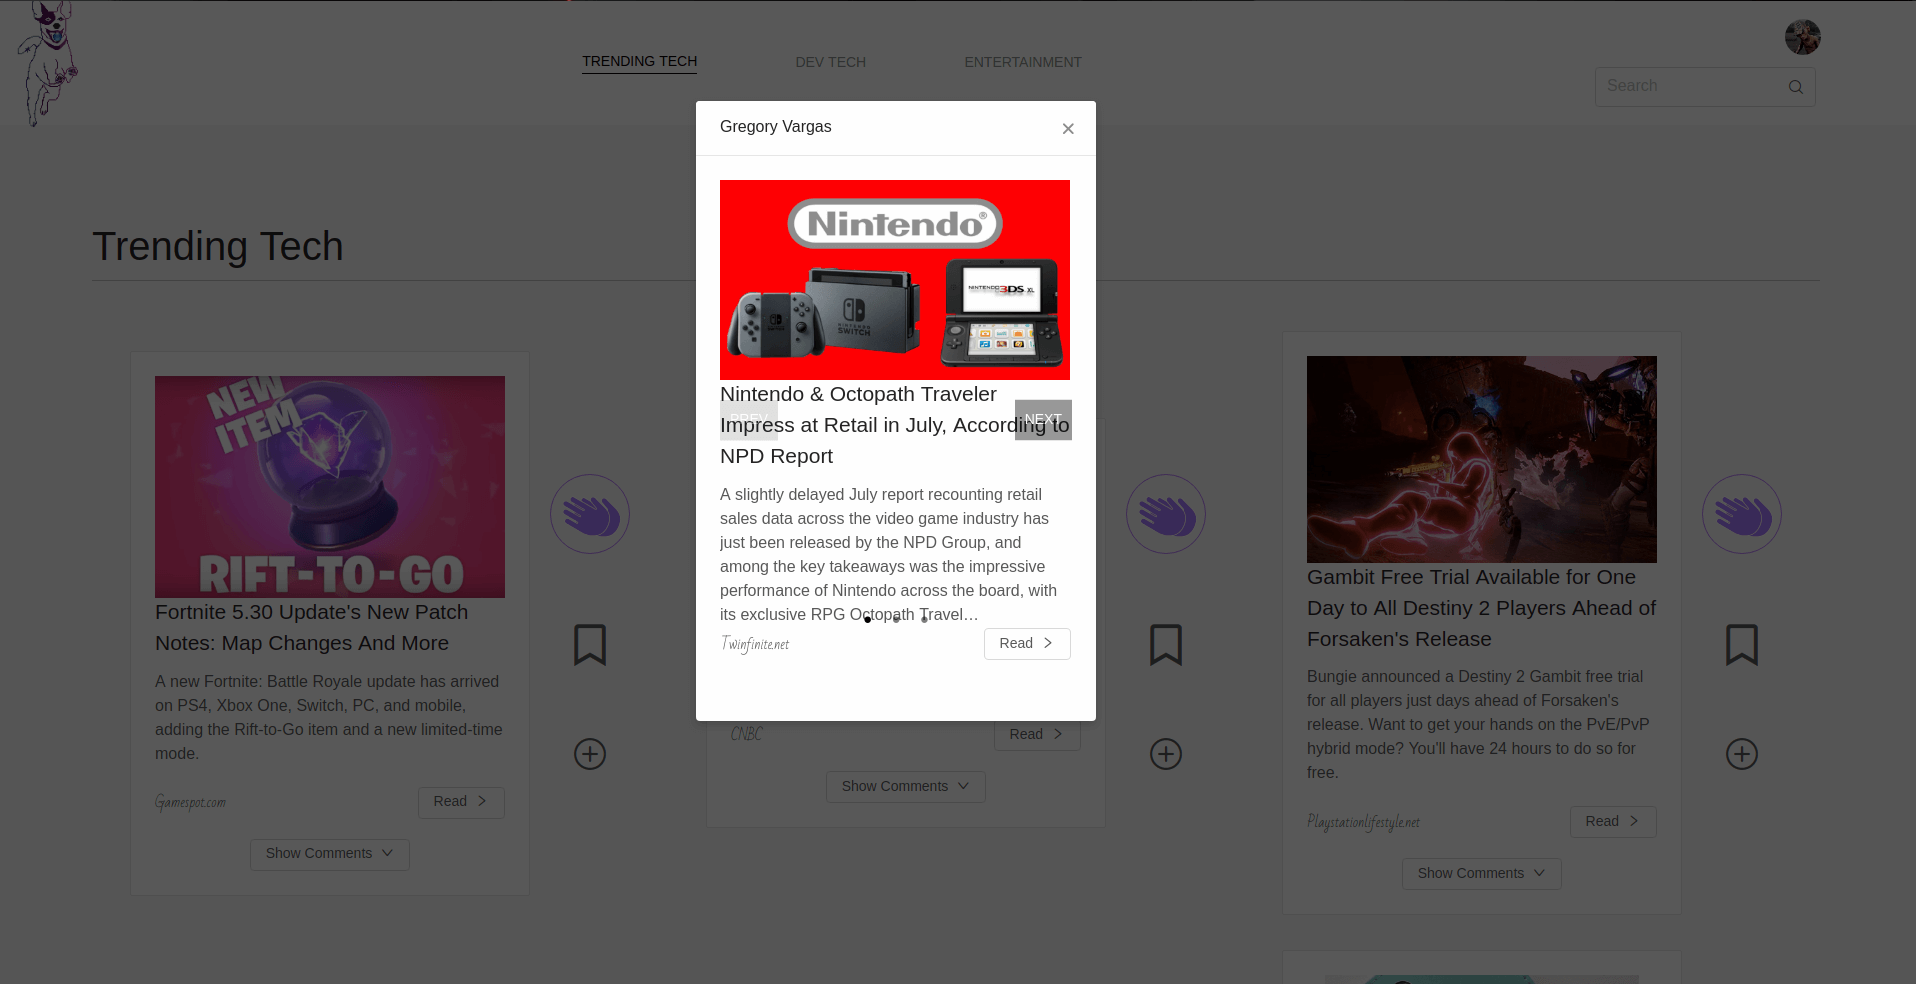 TRENDING TECH
DEV TECH
ENTERTAINMENT
Search
Gregory Vargas
Trending Tech
Nintendo®
NINTENDO3DS XL
NINTENDO
SWITCH
Nintendo & Octopath Traveler
Impress at Retail in July, According to
NPD Report
PREV
NEXT
A slightly delayed July report recounting retail
sales data across the video game industry has
just been released by the NPD Group, and
among the key takeaways was the impressive
performance of Nintendo across the board, with
its exclusive RPG Octopath Travel…
Twinfinite.net
Read
NEW
ITEM
RIFT-TO-GO
Fortnite 5.30 Update's New Patch
Notes: Map Changes And More
A new Fortnite: Battle Royale update has arrived
on PS4, Xbox One, Switch, PC, and mobile,
adding the Rift-to-Go item and a new limited-time
mode.
Gamespot.com
Read
Show Comments
CNBC
Read
Show Comments
Gambit Free Trial Available for One
Day to All Destiny 2 Players Ahead of
Forsaken's Release
Bungie announced a Destiny 2 Gambit free trial
for all players just days ahead of Forsaken's
release. Want to get your hands on the PvE/PvP
hybrid mode? You'll have 24 hours to do so for
free.
Playstationlifestyle.net
Read
Show Comments